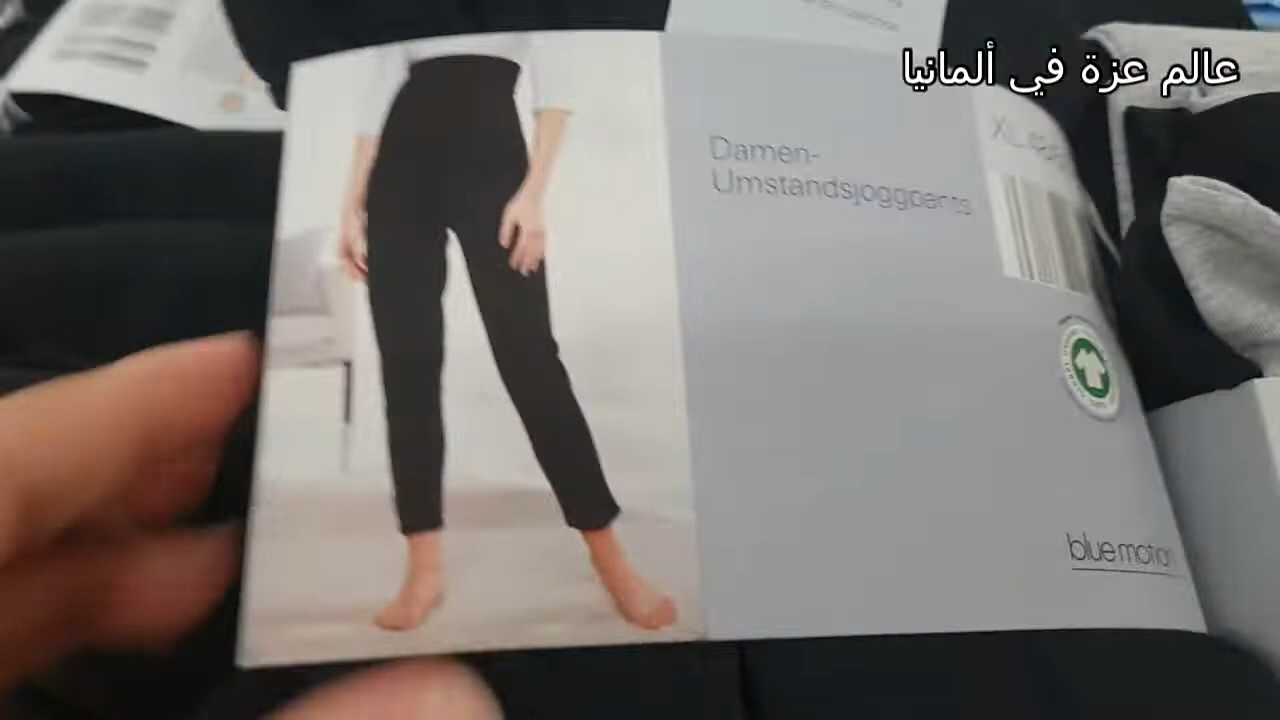 عالم عزة في ألمانيا
Damen-
Umstandsjoggpants
XL
blue motion